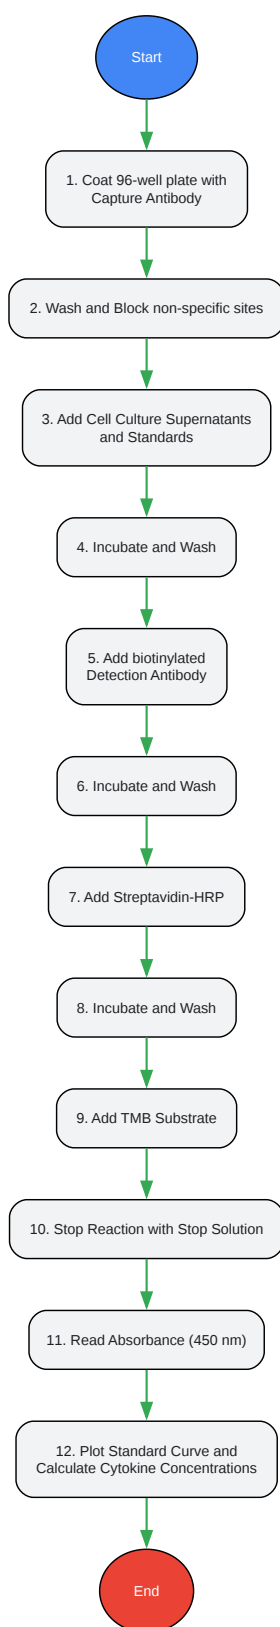 Start
1. Coat 96-well plate with
Capture Antibody
2. Wash and Block non-specific sites
3. Add Cell Culture Supernatants
and Standards
4. Incubate and Wash
5. Add biotinylated
Detection Antibody
6. Incubate and Wash
7. Add Streptavidin-HRP
8. Incubate and Wash
9. Add TMB Substrate
10. Stop Reaction with Stop Solution
11. Read Absorbance (450 nm)
12. Plot Standard Curve and
Calculate Cytokine Concentrations
End